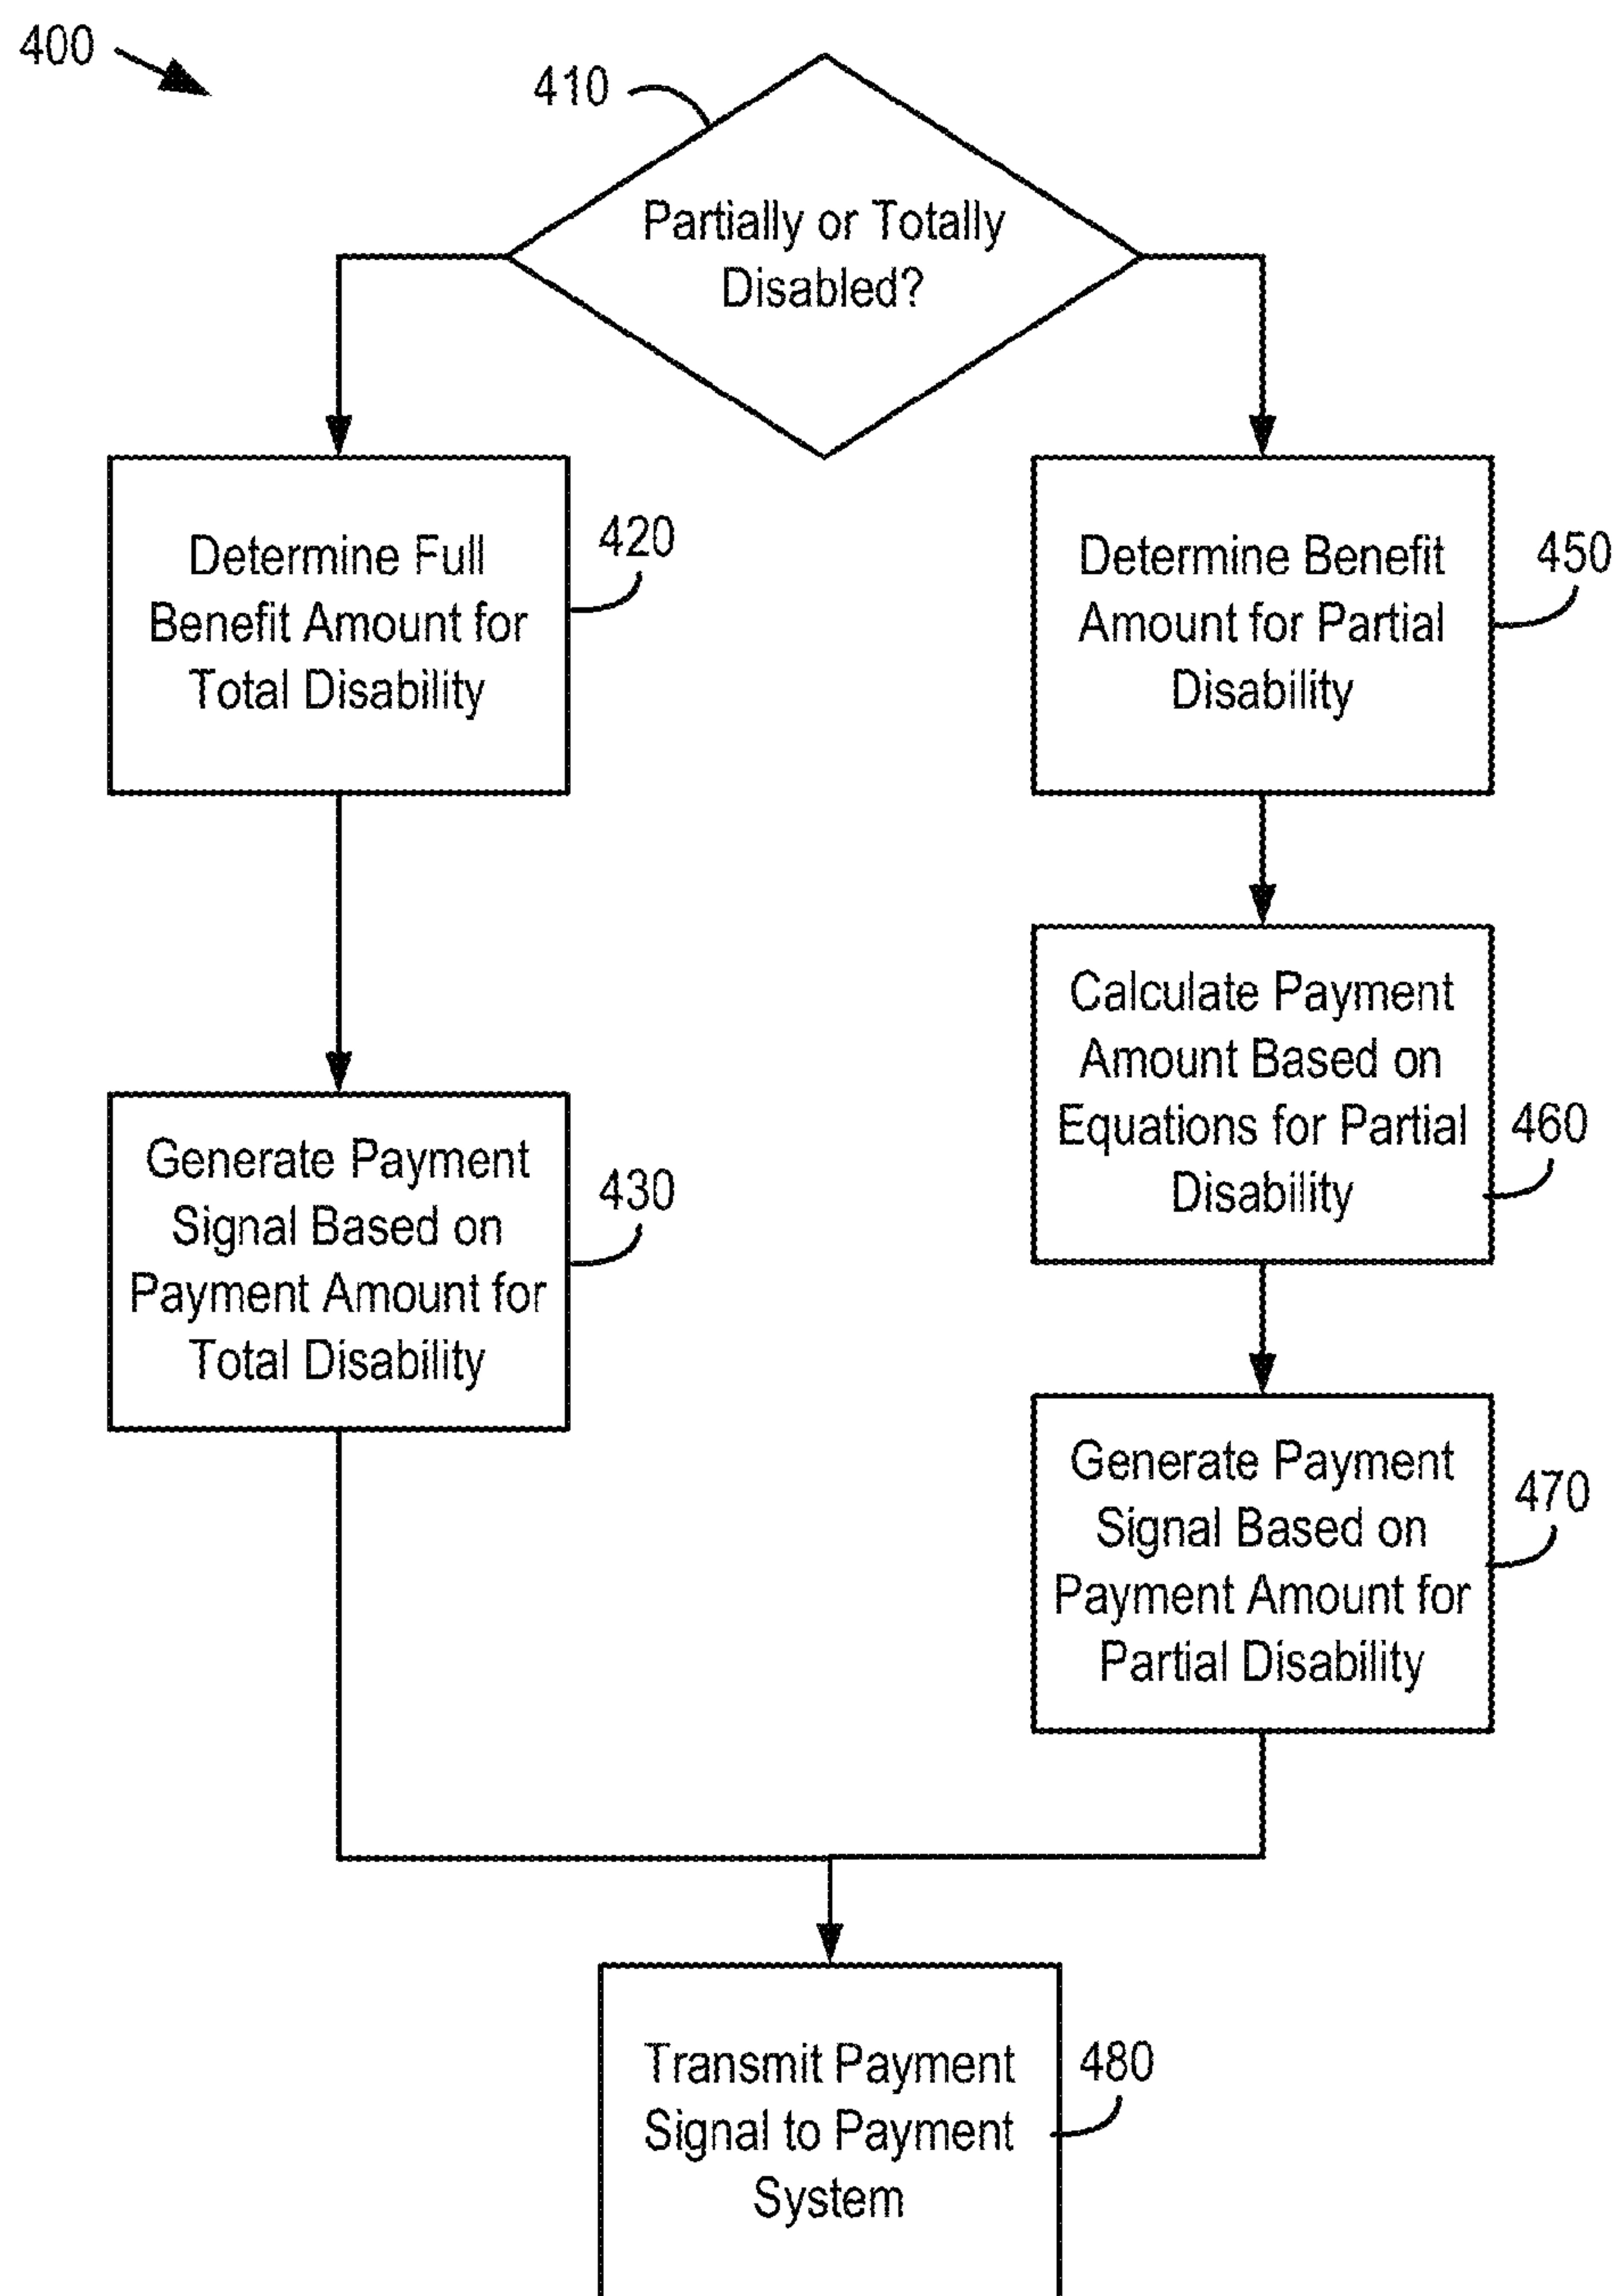 400
410
Partially or Totally
Disabled?
Determine Full
Benefit Amount for
Total Disability
420
Determine Benefit
Amount for Partial
Disability
450
Calculate Payment
Amount Based on
Equations for Partial
Disability
460
Generate Payment
Signal Based on
Payment Amount for
Total Disability
430
Generate Payment
Signal Based on
Payment Amount for
Partial Disability
470
Transmit Payment
Signal to Payment
System
480